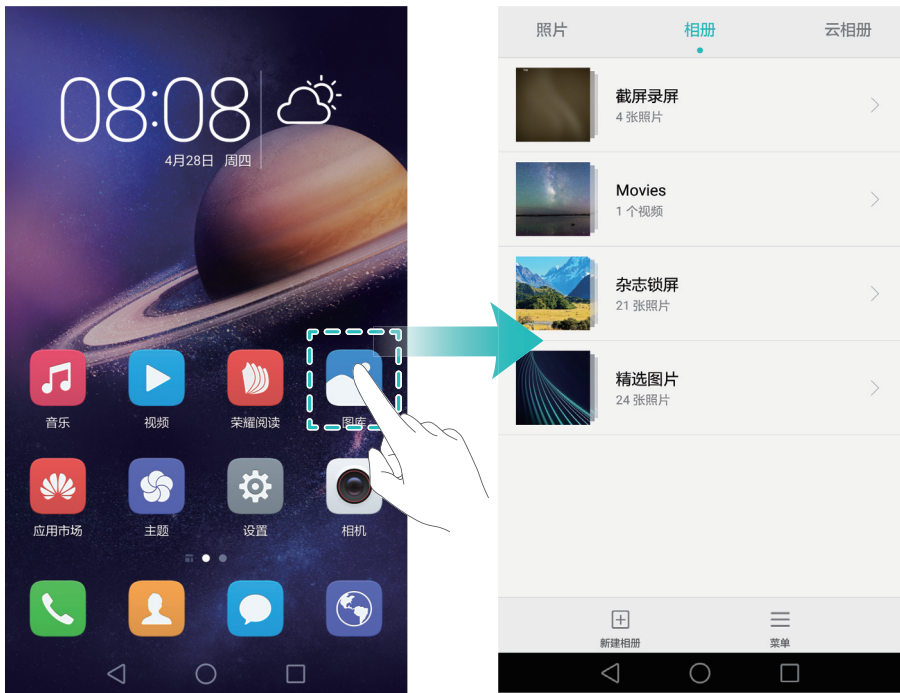 08:08
4月28日 周四
音乐
视频
荣耀阅读
图库
应用市场
主题
设置
相机
照片
相册
云相册
截屏录屏
4 张照片
Movies
1 个视频
杂志锁屏
21 张照片
精选图片
24 张照片
新建相册
菜单